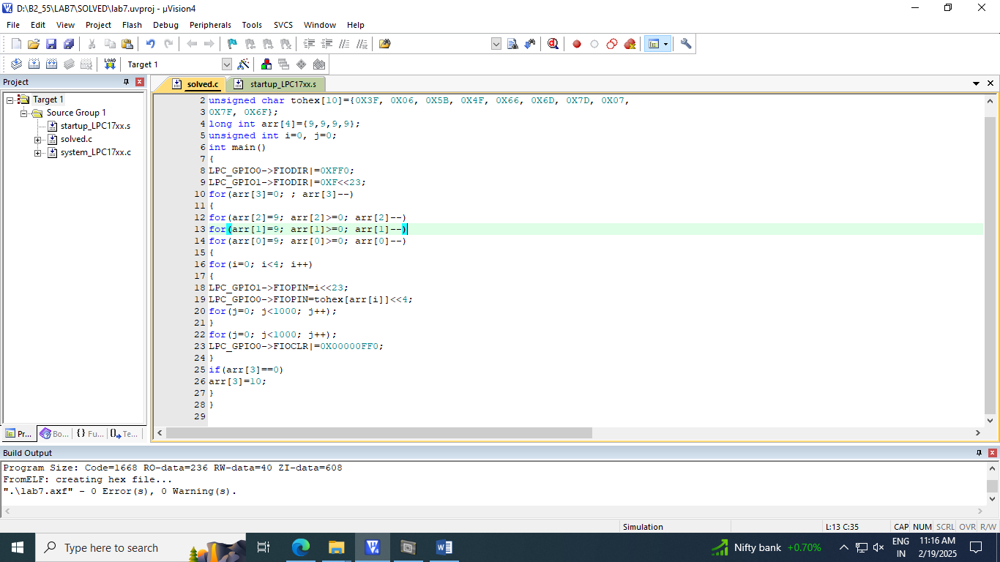 D:\B2_55\LAB7\SOLVED\lab7.uvproj - µVision4
File Edit View Project Flash Debug Peripherals Tools SVCS Window Help
LOAD Target 1
Project
solved.c startup_LPC17xx.s
Target 1
Source Group 1
startup_LPC17xx.s
solved.c
system_LPC17xx.c
2 unsigned char tohex[10]={0X3F, 0X06, 0X5B, 0X4F, 0X66, 0X6D, 0X7D, 0X07,
3 0X7F, 0X6F};
4 long int arr[4]={9,9,9,9};
5 unsigned int i=0, j=0;
6 int main()
7 {
8 LPC_GPIO0->FIODIR|=0XFF0;
9 LPC_GPIO1->FIODIR|=0XF<<23;
10 for(arr[3]=0; ; arr[3]--)
11 {
12 for(arr[2]=9; arr[2]>=0; arr[2]--)
13 for(arr[1]=9; arr[1]>=0; arr[1]--)
14 for(arr[0]=9; arr[0]>=0; arr[0]--)
15 {
16 for(i=0; i<4; i++)
17 {
18 LPC_GPIO1->FIOPIN=i<<23;
19 LPC_GPIO0->FIOPIN=tohex[arr[i]]<<4;
20 for(j=0; j<1000; j++);
21 }
22 for(j=0; j<1000; j++);
23 LPC_GPIO0->FIOCLR|=0X00000FF0;
24 }
25 if(arr[3]==0)
26 arr[3]=10;
27 }
28 }
29
Pr... Bo... {} Fu... 0 Te...
Build Output
Program Size: Code=1668 RO-data=236 RW-data=40 ZI-data=608
FromELF: creating hex file...
".\lab7.axf" - 0 Error(s), 0 Warning(s).
Simulation L:13 C:35 CAP NUM SCRL OVR R/W
Type here to search
Nifty bank +0.70%
ENG
IN
11:16 AM
2/19/2025